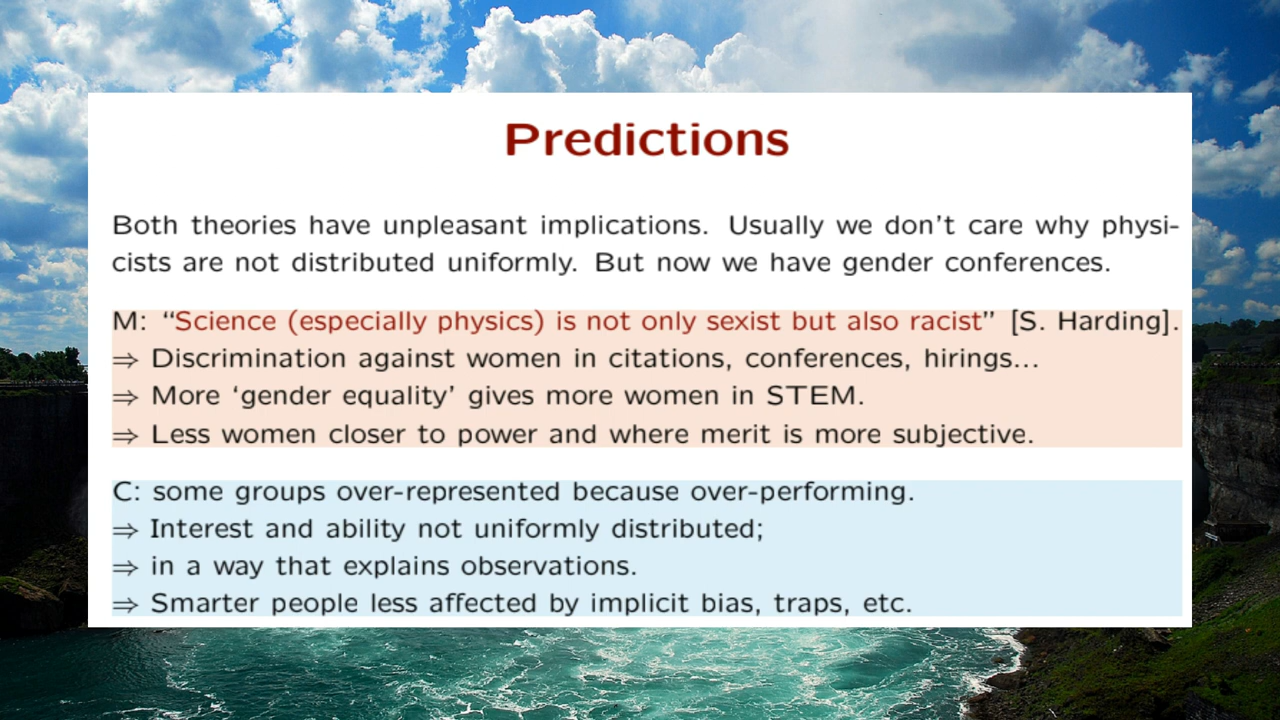 Predictions
Both theories have unpleasant implications. Usually we don't care why physi-
cists are not distributed uniformly. But now we have gender conferences.
M: “Science (especially physics) is not only sexist but also racist” [S. Harding].
⇒ Discrimination against women in citations, conferences, hirings...
⇒ More ‘gender equality’ gives more women in STEM.
⇒ Less women closer to power and where merit is more subjective.
C: some groups over-represented because over-performing.
⇒ Interest and ability not uniformly distributed;
⇒ in a way that explains observations.
⇒ Smarter people less affected by implicit bias, traps, etc.